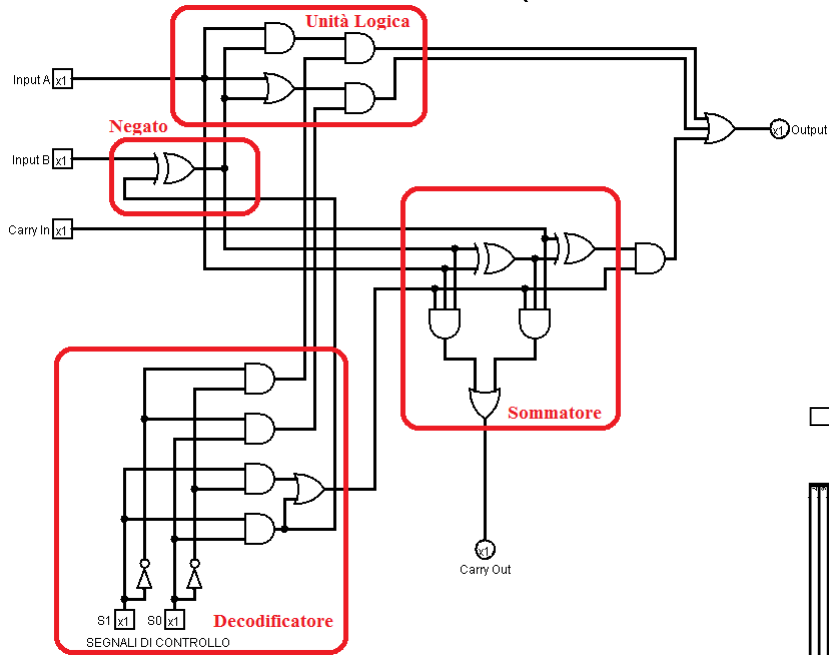 Unità Logica
Input A x1
Negato
Input B x1
x1 Output
Carry In x1
Sommatore
x1
Carry Out
S1 x1 S0 x1 Decodificatore
SEGNALI DI CONTROLLO